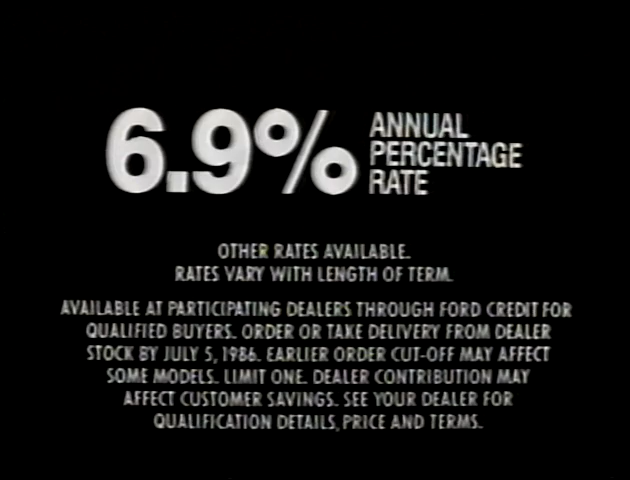 6.9% ANNUAL PERCENTAGE RATE
OTHER RATES AVAILABLE.
RATES VARY WITH LENGTH OF TERM.
AVAILABLE AT PARTICIPATING DEALERS THROUGH FORD CREDIT FOR
QUALIFIED BUYERS. ORDER OR TAKE DELIVERY FROM DEALER
STOCK BY JULY 5, 1986. EARLIER ORDER CUT-OFF MAY AFFECT
SOME MODELS. LIMIT ONE. DEALER CONTRIBUTION MAY
AFFECT CUSTOMER SAVINGS. SEE YOUR DEALER FOR
QUALIFICATION DETAILS, PRICE AND TERMS.